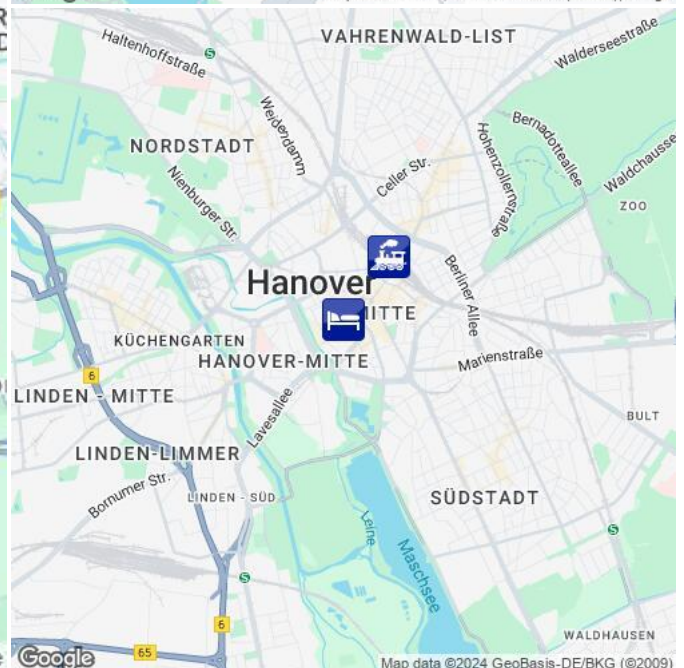 Haltenhoffstraße
VAHRENWALD-LIST
Walderseestraße
Weidendamm
Bernadotteallee
NORDSTADT
Celler Str.
Hohenzollernstraße
Waldchausse
Nienburger Str.
ZOO
Hanover
Berliner Allee
MITTE
KÜCHENGARTEN
HANOVER-MITTE
Marienstraße
6
LINDEN - MITTE
Lavesallee
BULT
LINDEN-LIMMER
Bornumer Str.
LINDEN - SÜD
SÜDSTADT
S
S
S
Leine
Maschsee
6
65
WALDHAUSEN
Google
Map data ©2024 GeoBasis-DE/BKG (©2009)